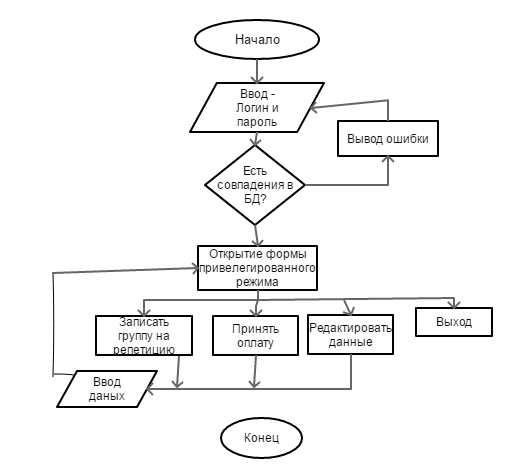 Начало
Ввод -
Логин и
пароль
Вывод ошибки
Есть
совпадения в
БД?
Открытие формы
привелегированного
режима
Записать
группу на
репетицию
Принять
оплату
Редактировать
данные
Выход
Ввод
даных
Конец